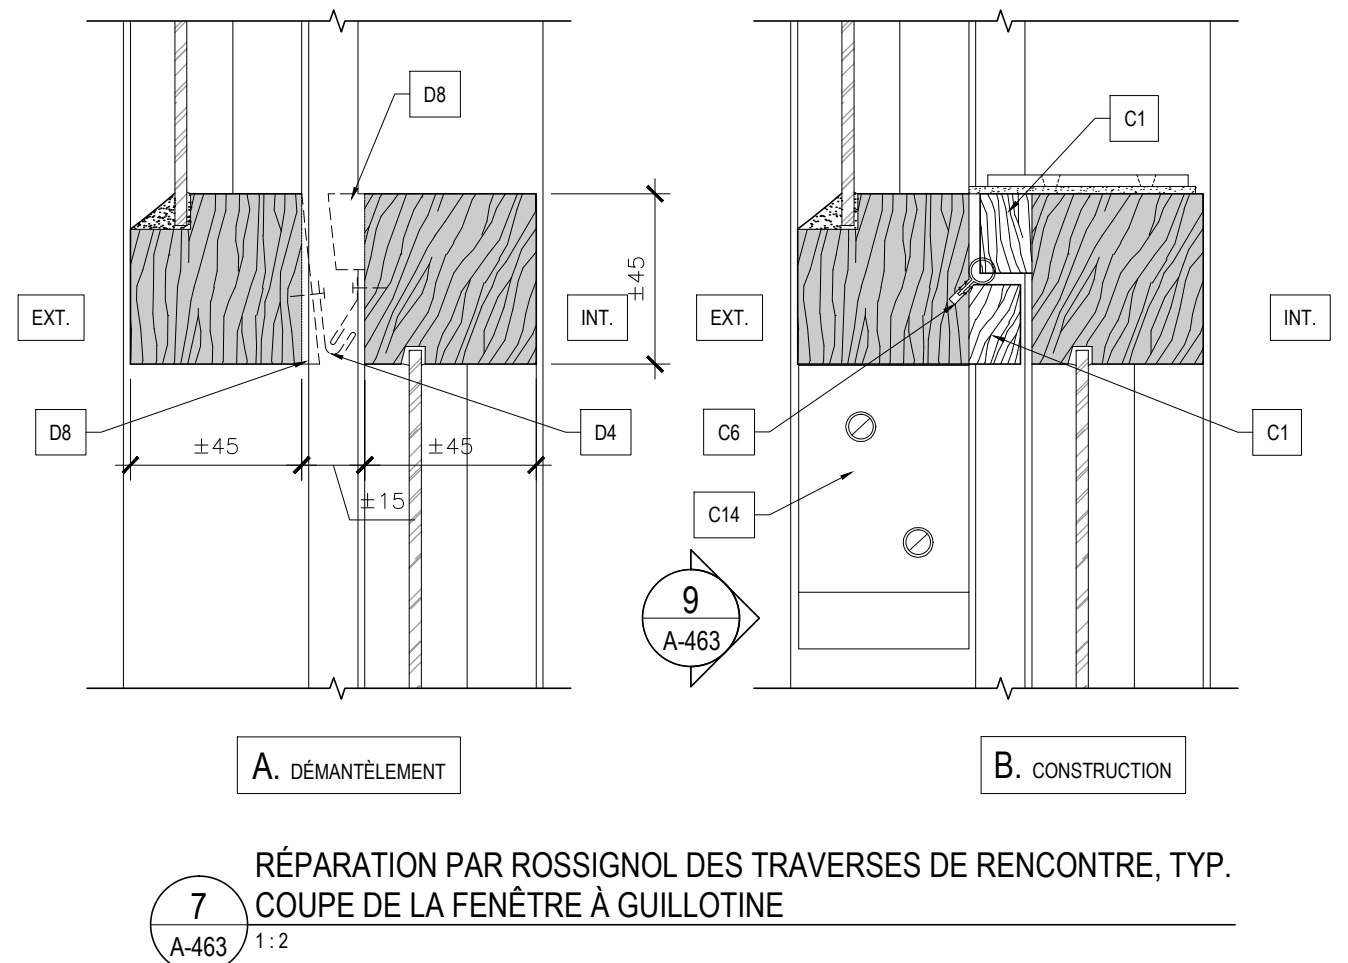 D8
C1
±45
EXT.
INT.
EXT.
INT.
D8
±45
D4
±45
C6
C1
±15
C14
9
A-463
A. DÉMANTÈLEMENT
B. CONSTRUCTION
RÉPARATION PAR ROSSIGNOL DES TRAVERSES DE RENCONTRE, TYP.
7
COUPE DE LA FENÊTRE À GUILLOTINE
A-463
1 : 2